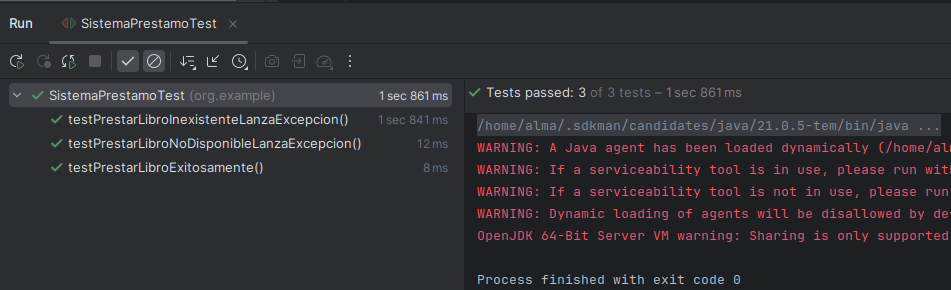 Run SistemaPrestamoTest
SistemaPrestamoTest (org.example) 1 sec 861 ms
testPrestarLibroInexistenteLanzaExcepcion() 1 sec 841 ms
testPrestarLibroNoDisponibleLanzaExcepcion() 12 ms
testPrestarLibroExitosamente() 8 ms
Tests passed: 3 of 3 tests – 1 sec 861 ms
/home/alma/.sdkman/candidates/java/21.0.5-tem/bin/java ...
WARNING: A Java agent has been loaded dynamically (/home/al
WARNING: If a serviceability tool is in use, please run wit
WARNING: If a serviceability tool is not in use, please run
WARNING: Dynamic loading of agents will be disallowed by de
OpenJDK 64-Bit Server VM warning: Sharing is only supported
Process finished with exit code 0